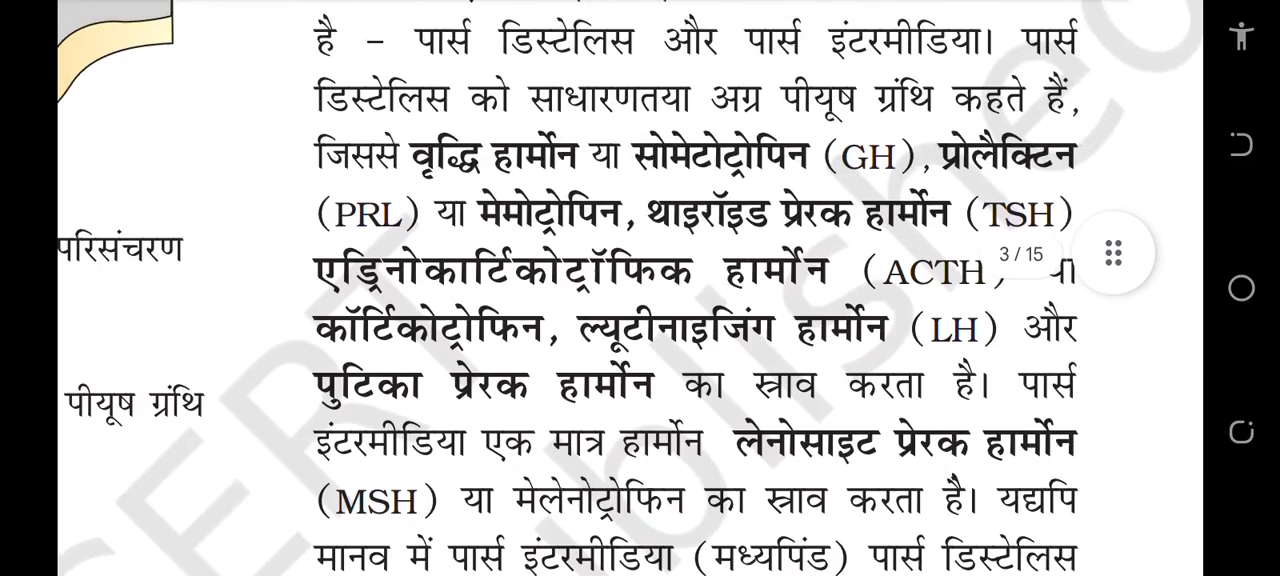 है – पार्स डिस्टेलिस और पार्स इंटरमीडिया। पार्स
डिस्टेलिस को साधारणतया अग्र पीयूष ग्रंथि कहते हैं,
जिससे वृद्धि हार्मोन या सोमेटोट्रोपिन (GH), प्रोलैक्टिन
(PRL) या मेमोट्रोपिन, थाइरॉइड प्रेरक हार्मोन (TSH)
परिसंचरण
3 / 15
एड्रिनोकार्टिकोट्रॉफिक हार्मोन (ACTH)
कॉर्टिकोट्रोफिन, ल्यूटीनाइजिंग हार्मोन (LH) और
पुटिका प्रेरक हार्मोन का स्राव करता है। पार्स
पीयूष ग्रंथि
इंटरमीडिया एक मात्र हार्मोन लेनोसाइट प्रेरक हार्मोन
(MSH) या मेलेनोट्रोफिन का स्राव करता है। यद्यपि
मानव में पार्स इंटरमीडिया (मध्यपिंड) पार्स डिस्टेलिस